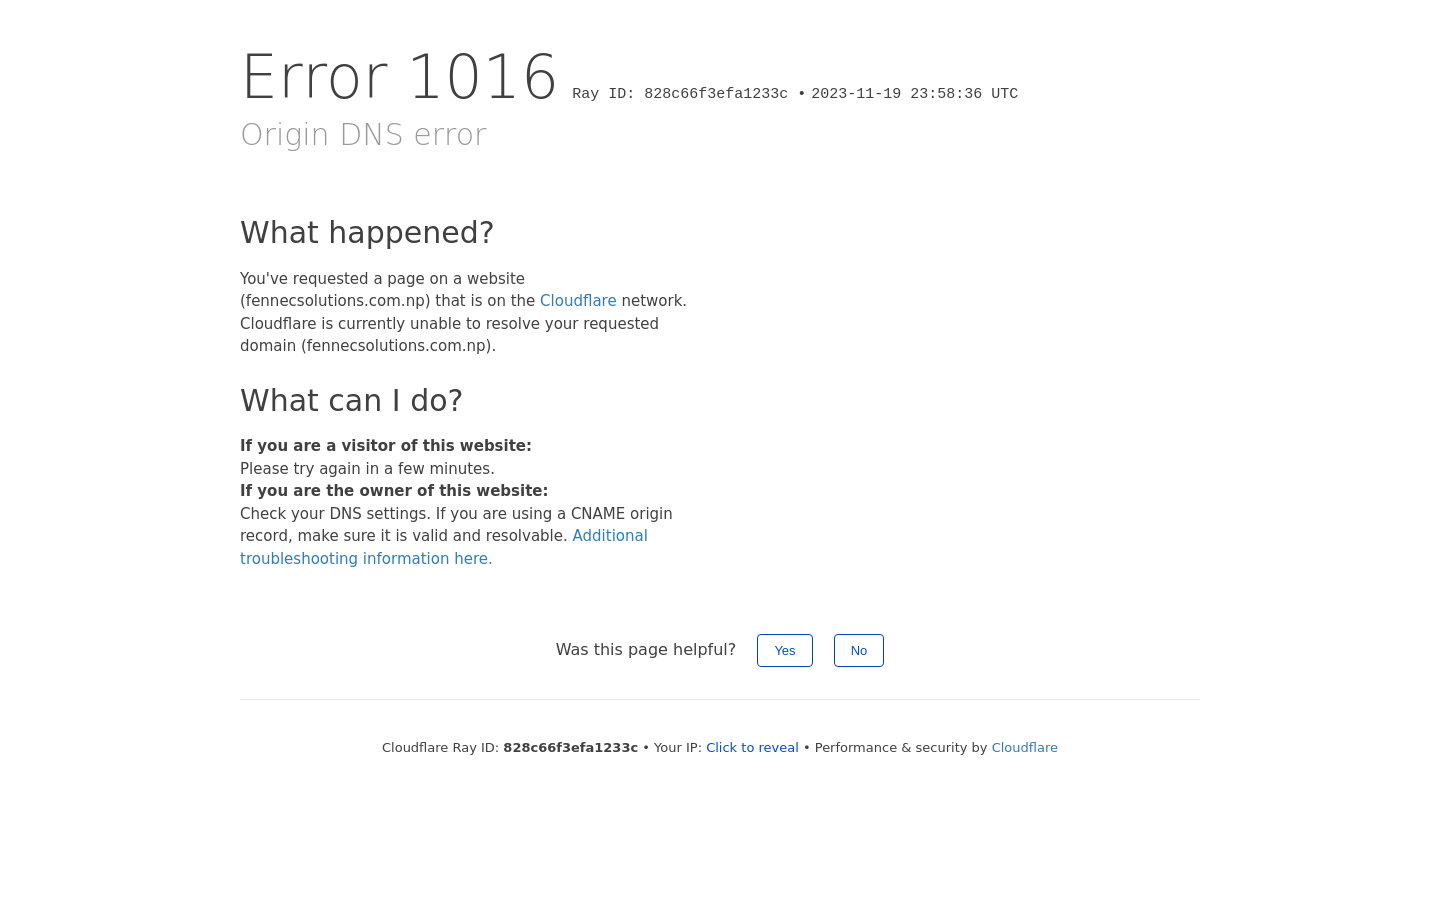 Error 1016 Ray ID: 828c66f3efa1233c • 2023-11-19 23:58:36 UTC
Origin DNS error
What happened?
You've requested a page on a website
(fennecsolutions.com.np) that is on the Cloudflare network.
Cloudflare is currently unable to resolve your requested
domain (fennecsolutions.com.np).
What can I do?
If you are a visitor of this website:
Please try again in a few minutes.
If you are the owner of this website:
Check your DNS settings. If you are using a CNAME origin
record, make sure it is valid and resolvable. Additional
troubleshooting information here.
Was this page helpful? Yes No
Cloudflare Ray ID: 828c66f3efa1233c • Your IP: Click to reveal • Performance & security by Cloudflare